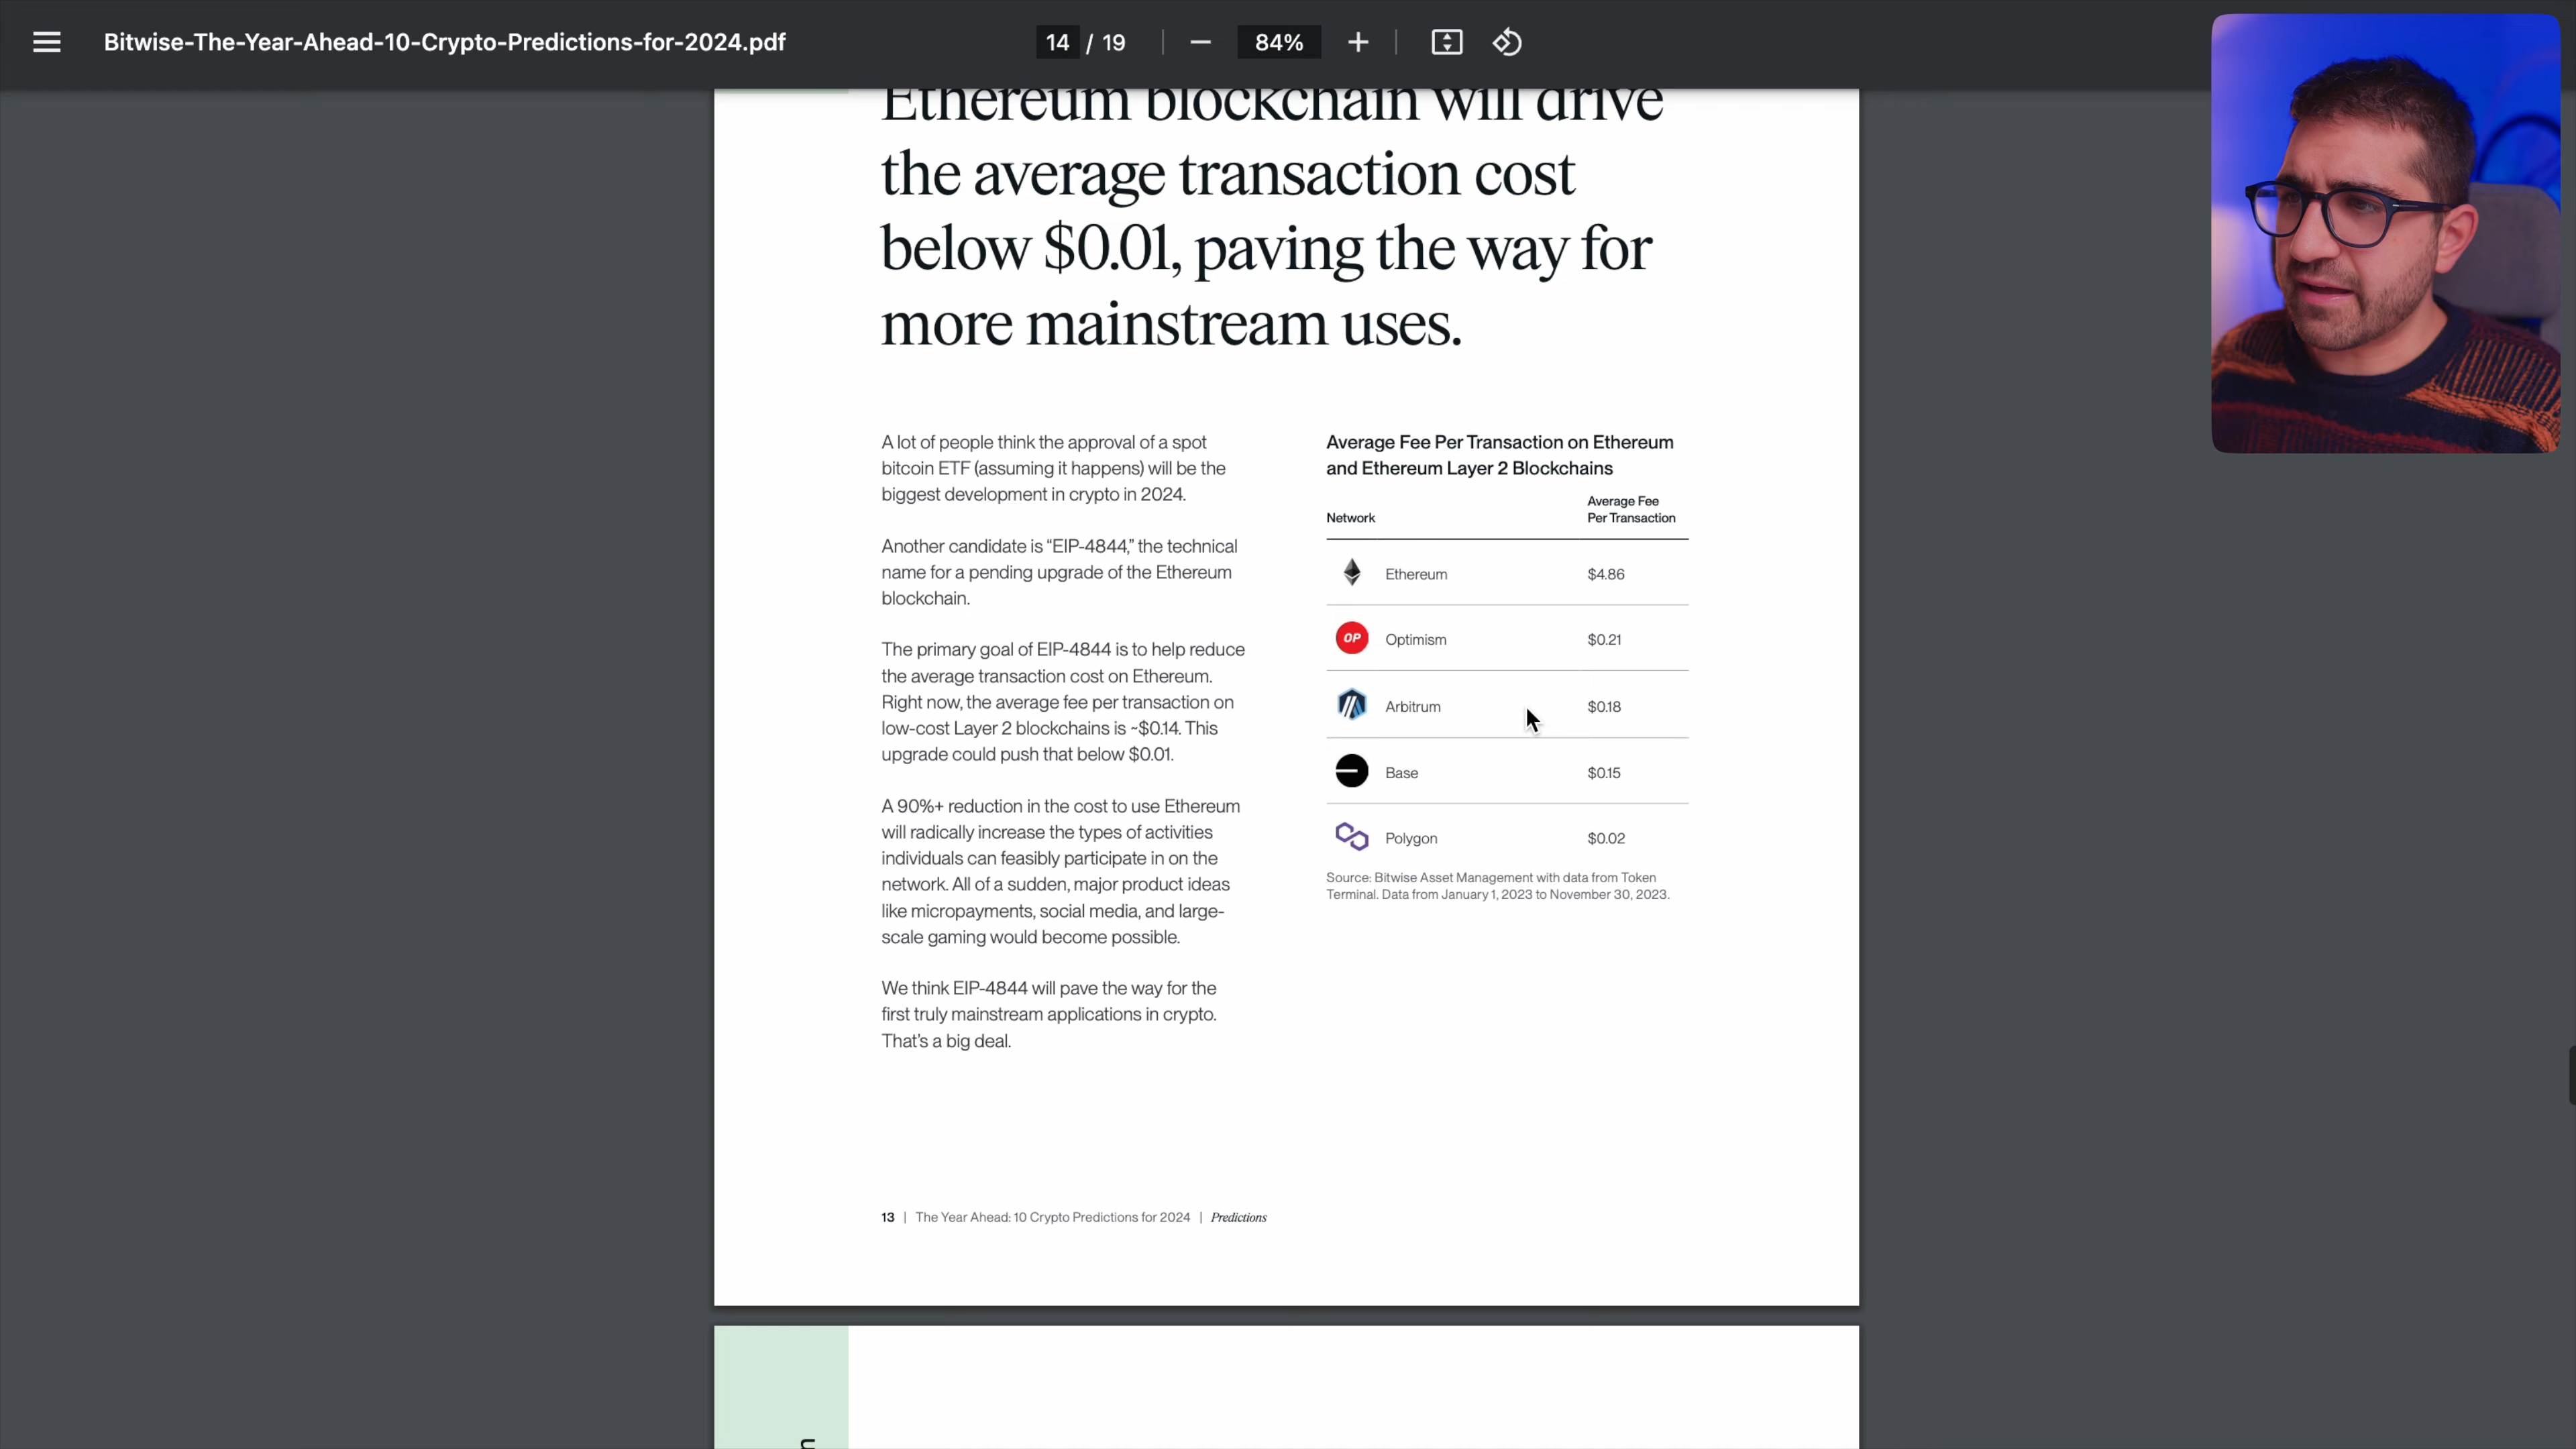 Bitwise-The-Year-Ahead-10-Crypto-Predictions-for-2024.pdf
14 / 19
84%
Ethereum blockchain will drive
the average transaction cost
below $0.01, paving the way for
more mainstream uses.
A lot of people think the approval of a spot
bitcoin ETF (assuming it happens) will be the
biggest development in crypto in 2024.
Another candidate is “EIP-4844,” the technical
name for a pending upgrade of the Ethereum
blockchain.
The primary goal of EIP-4844 is to help reduce
the average transaction cost on Ethereum.
Right now, the average fee per transaction on
low-cost Layer 2 blockchains is ~$0.14. This
upgrade could push that below $0.01.
A 90%+ reduction in the cost to use Ethereum
will radically increase the types of activities
individuals can feasibly participate in on the
network. All of a sudden, major product ideas
like micropayments, social media, and large-
scale gaming would become possible.
We think EIP-4844 will pave the way for the
first truly mainstream applications in crypto.
That’s a big deal.
Average Fee Per Transaction on Ethereum
and Ethereum Layer 2 Blockchains
Network
Average Fee
Per Transaction
Ethereum $4.86
OP Optimism $0.21
Arbitrum $0.18
Base $0.15
Polygon $0.02
Source: Bitwise Asset Management with data from Token
Terminal. Data from January 1, 2023 to November 30, 2023.
13 | The Year Ahead: 10 Crypto Predictions for 2024 | Predictions